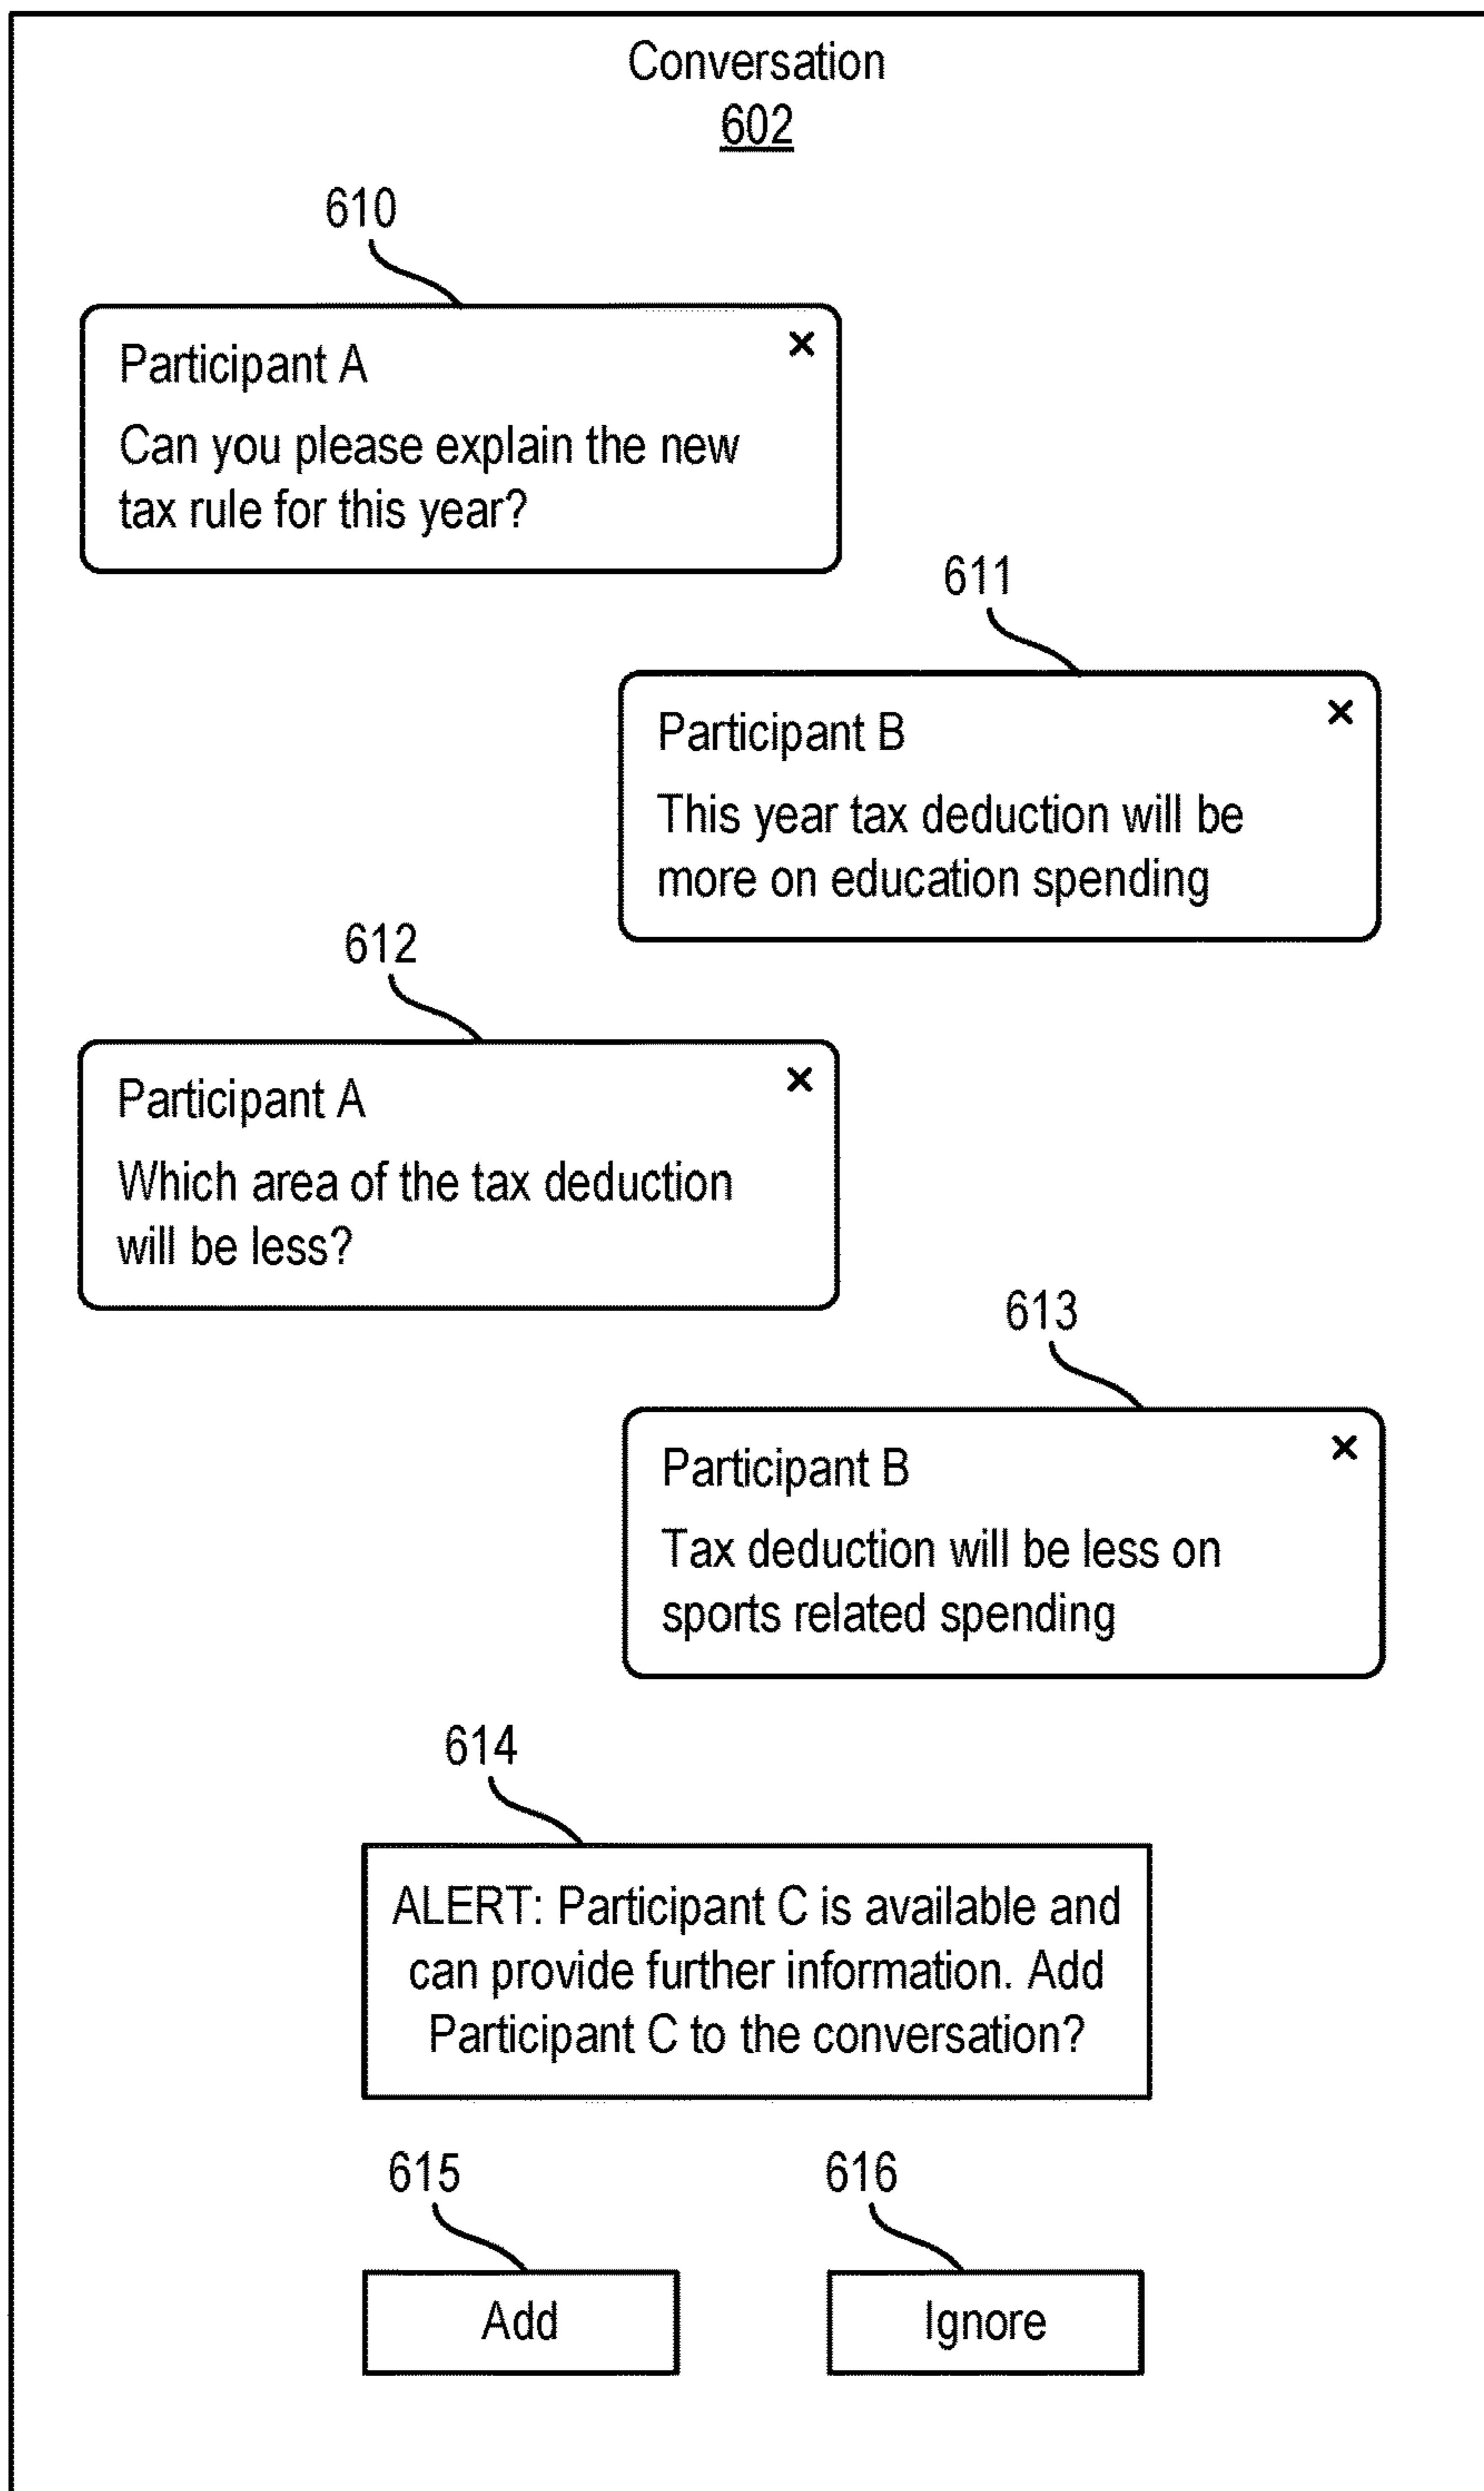 Conversation
602
610
Participant A ×
Can you please explain the new
tax rule for this year?
611
Participant B ×
This year tax deduction will be
more on education spending
612
Participant A ×
Which area of the tax deduction
will be less?
613
Participant B ×
Tax deduction will be less on
sports related spending
614
ALERT: Participant C is available and
can provide further information. Add
Participant C to the conversation?
615 616
Add Ignore